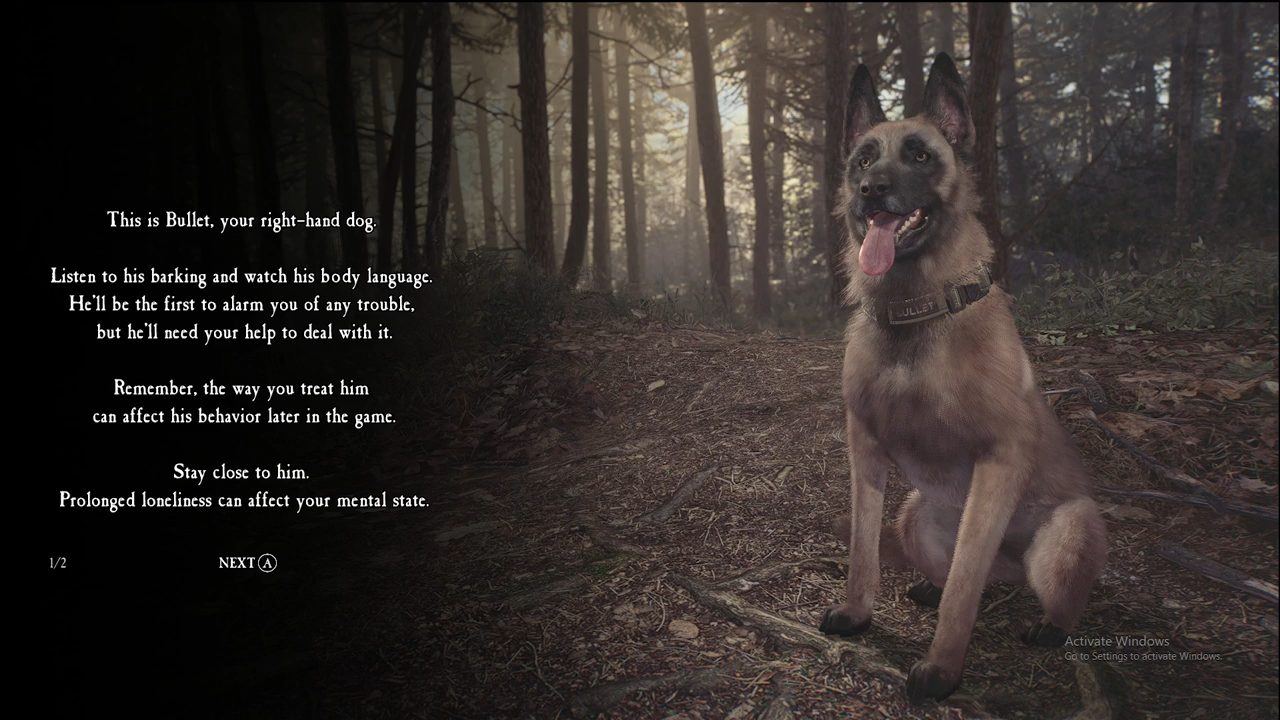 This is Bullet, your right-hand dog.
Listen to his barking and watch his body language.
He'll be the first to alarm you of any trouble,
but he'll need your help to deal with it.
Remember, the way you treat him
can affect his behavior later in the game.
Stay close to him.
Prolonged loneliness can affect your mental state.
1/2
NEXT A
BULLET
Activate Windows
Go to Settings to activate Windows.